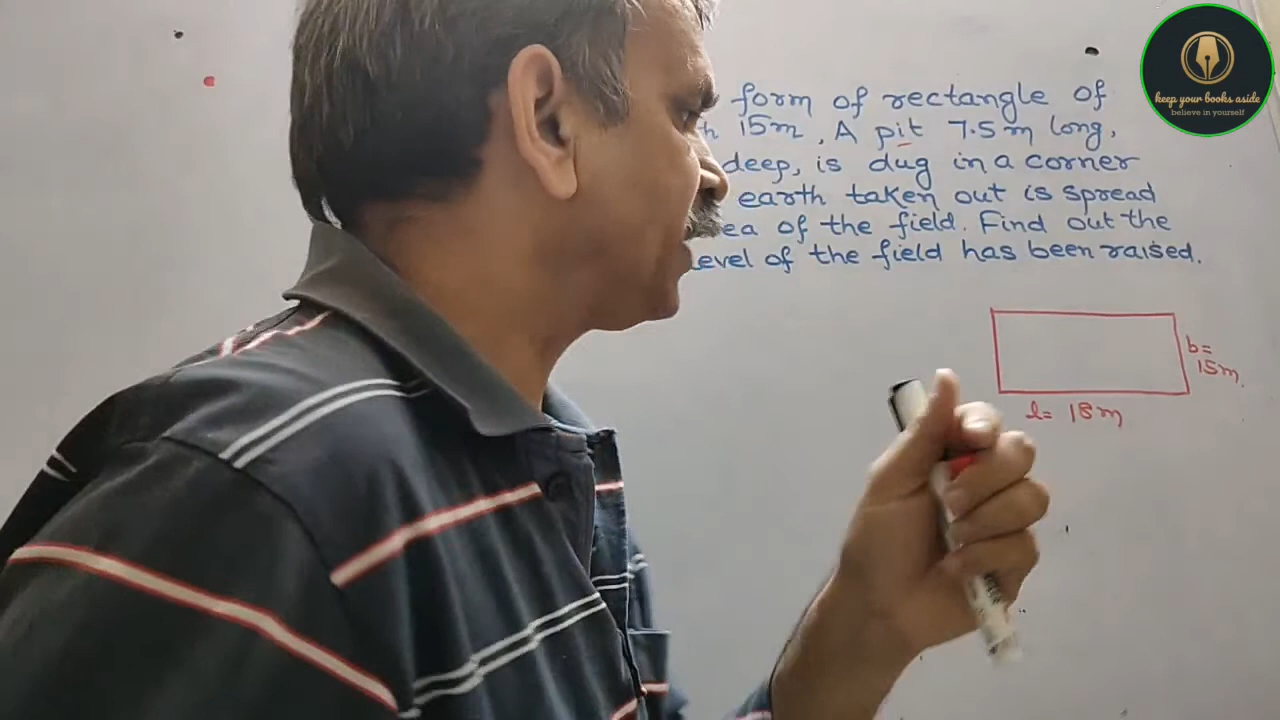 form of rectangle of
15m, A pit 7.5m long,
deep, is dug in a corner
earth taken out is spread
of the field. Find out the
level of the field has been raised.
b=
15m.
l= 18m
keep your books aside
believe in yourself